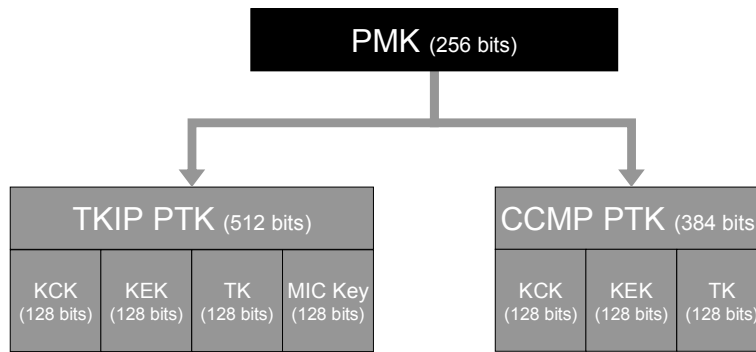 PMK (256 bits)
TKIP PTK (512 bits)
CCMP PTK (384 bits
KCK
(128 bits)
KEK
(128 bits)
TK
(128 bits)
MIC Key
(128 bits)
KCK
(128 bits)
KEK
(128 bits)
TK
(128 bits)